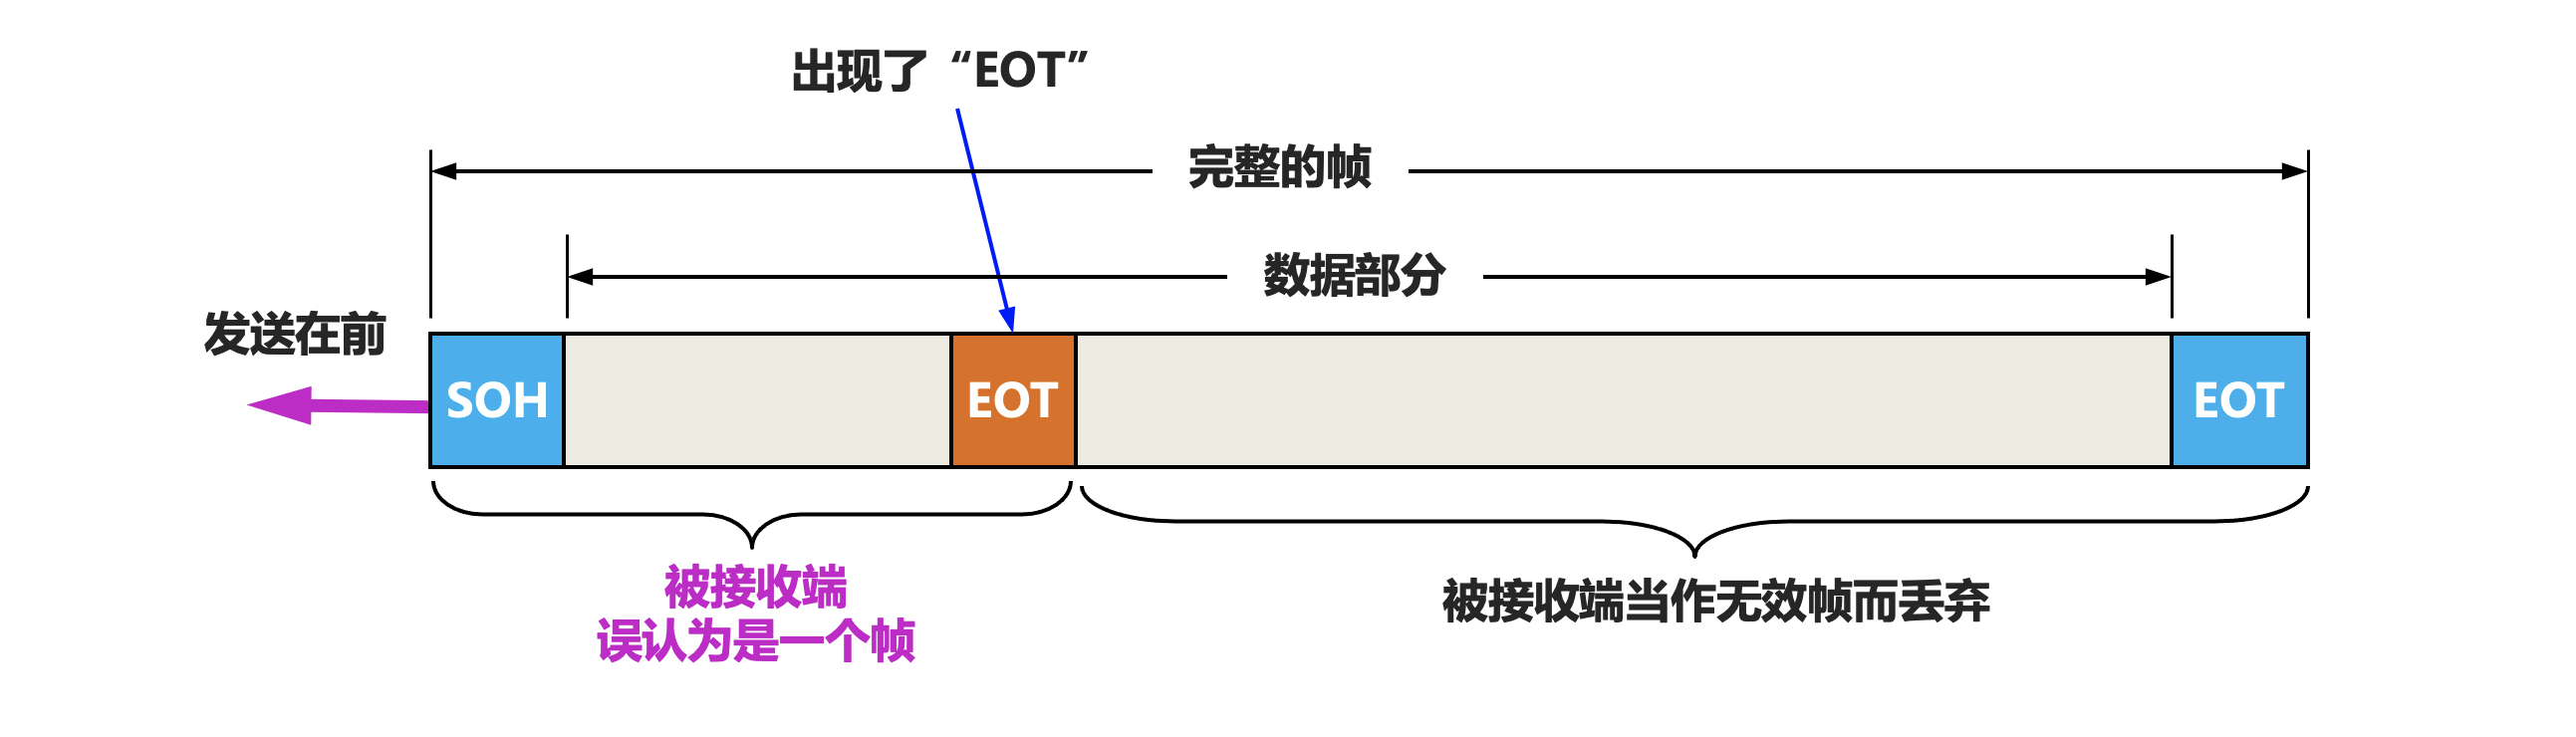 出现了 “EOT”
完整的帧
数据部分
发送在前
SOH
EOT
EOT
被接收端
误认为是一个帧
被接收端当作无效帧而丢弃